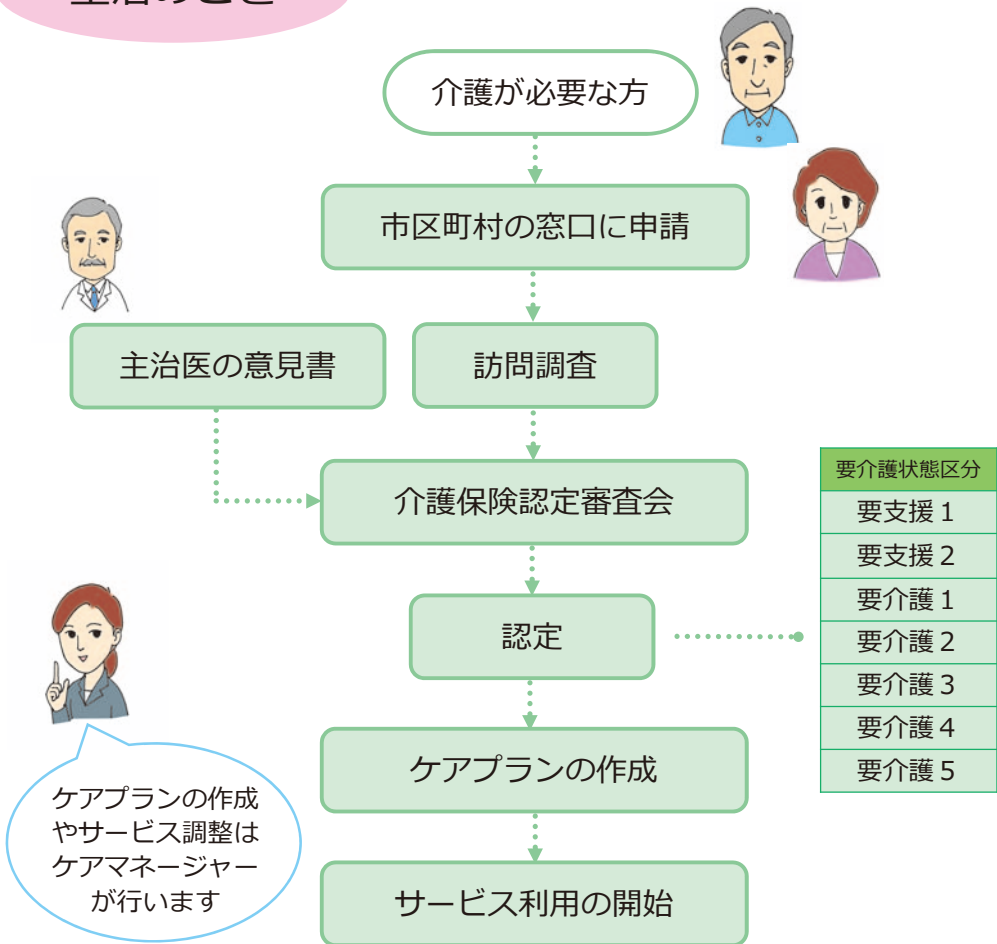 介護が必要な方
市区町村の窓口に申請
主治医の意見書
訪問調査
介護保険認定審査会
認定
要介護状態区分
要支援１
要支援２
要介護１
要介護２
要介護３
要介護４
要介護５
ケアプランの作成
ケアプランの作成
やサービス調整は
ケアマネージャー
が行います
サービス利用の開始